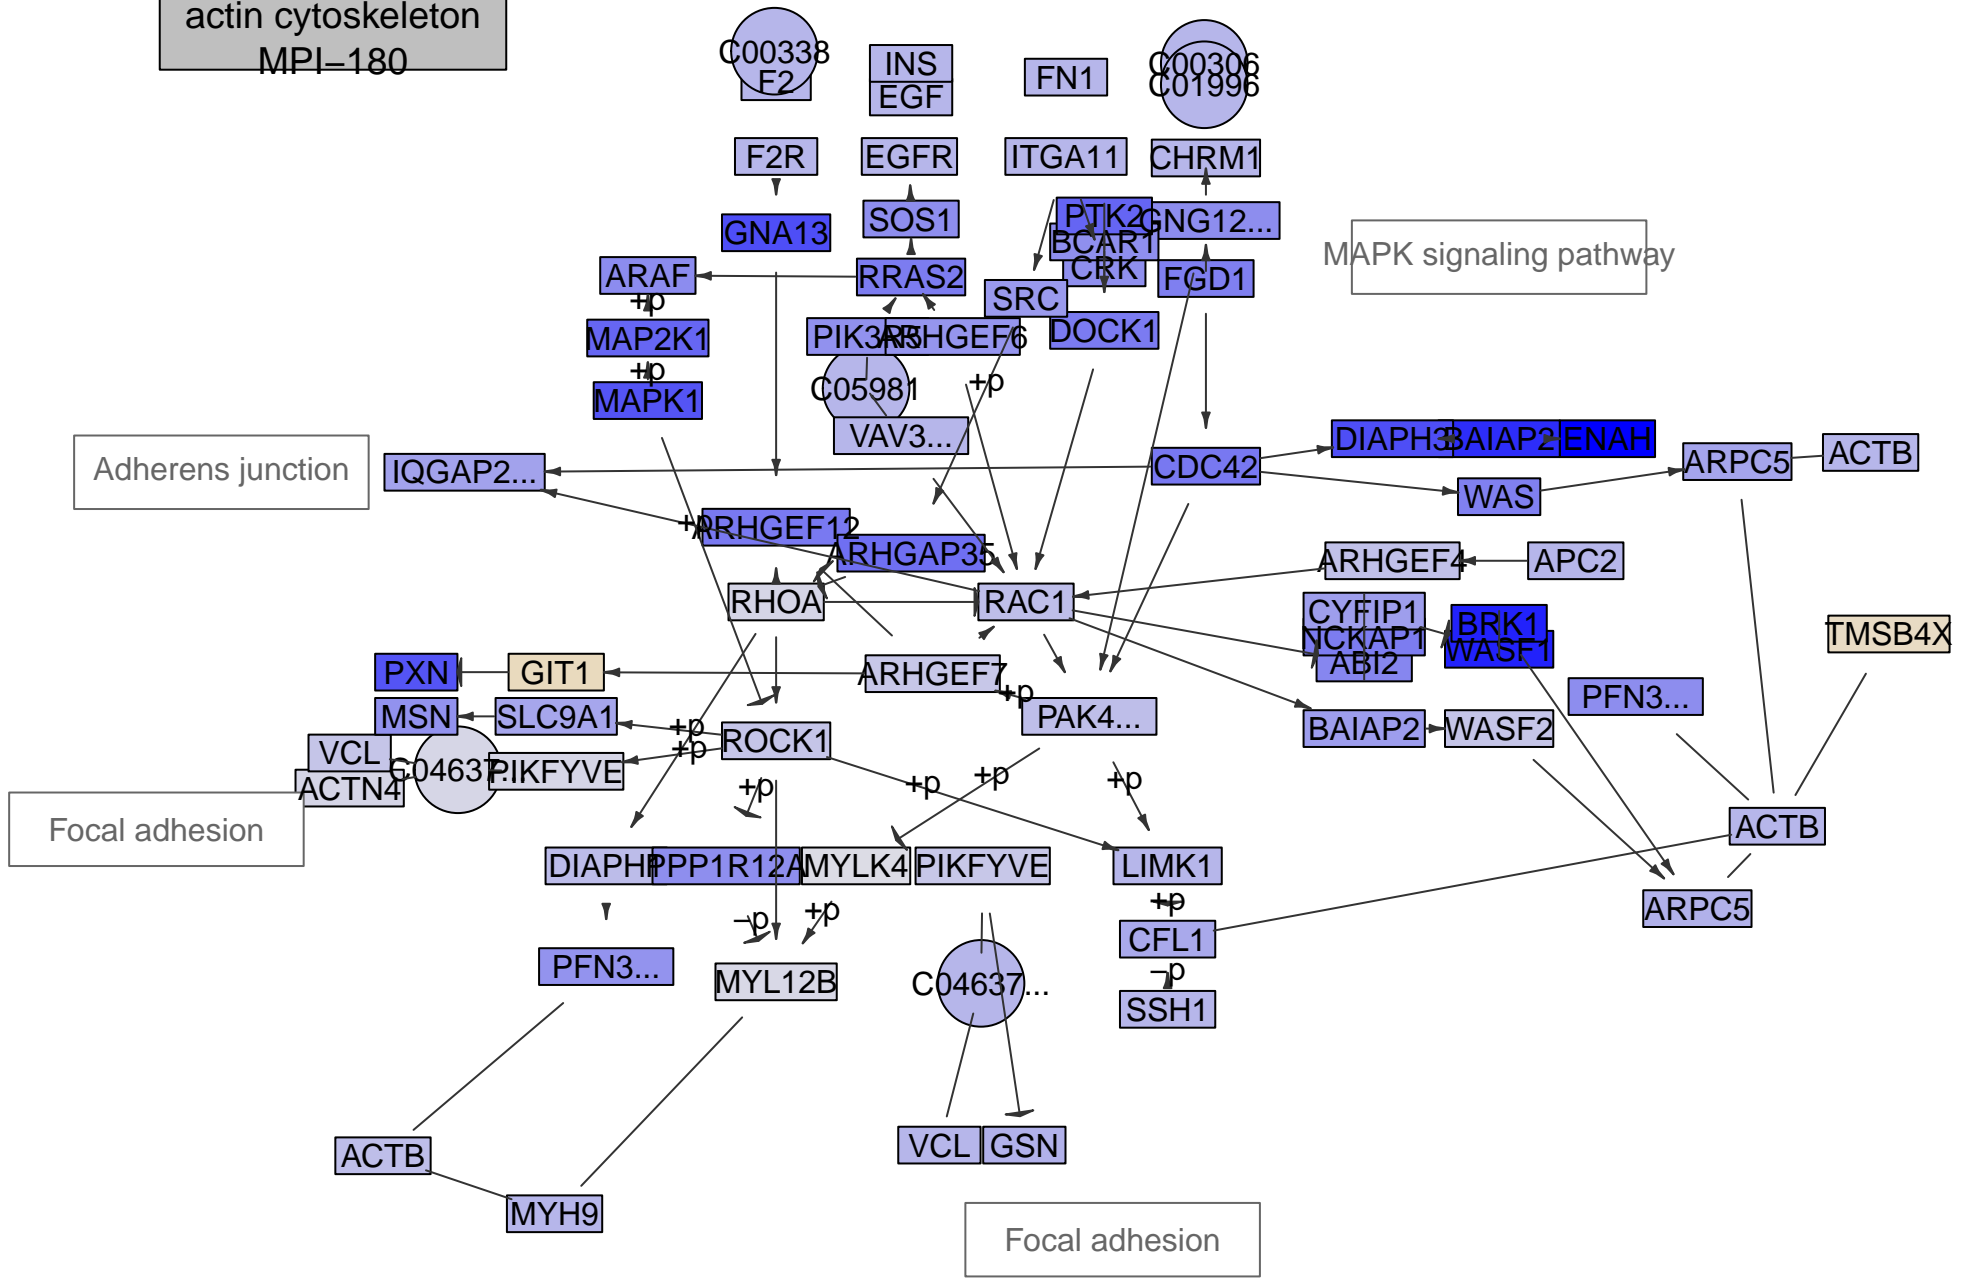 actin cytoskeleton
MPI−180
C00338
F2
INS
EGF
FN1
C00306
C01996
F2R
EGFR
ITGA11
CHRM1
GNA13
SOS1
PTK2
GNG12...
BCAR1
CRK
FGD1
MAPK signaling pathway
ARAF
RRAS2
SRC
+p
MAP2K1
PIK3R5
ARHGEF6
DOCK1
+p
MAPK1
C05981
+p
VAV3...
DIAPH3
BAIAP2
ENAH
ARPC5
ACTB
Adherens junction
IQGAP2...
CDC42
WAS
+p
ARHGEF12
ARHGAP35
ARHGEF4
APC2
RHOA
RAC1
CYFIP1
NCKAP1
ABI2
BRK1
WASF1
TMSB4X
PXN
GIT1
ARHGEF7
+p
PFN3...
MSN
SLC9A1
+p
PAK4...
ROCK1
+p
BAIAP2
WASF2
VCL
ACTN4
C04637...
PIKFYVE
+p
+p
+p
+p
Focal adhesion
ACTB
PPP1R12A
MYLK4
PIKFYVE
LIMK1
−p
+p
+p
ARPC5
CFL1
PFN3...
MYL12B
C04637...
−p
SSH1
ACTB
VCL
GSN
MYH9
Focal adhesion